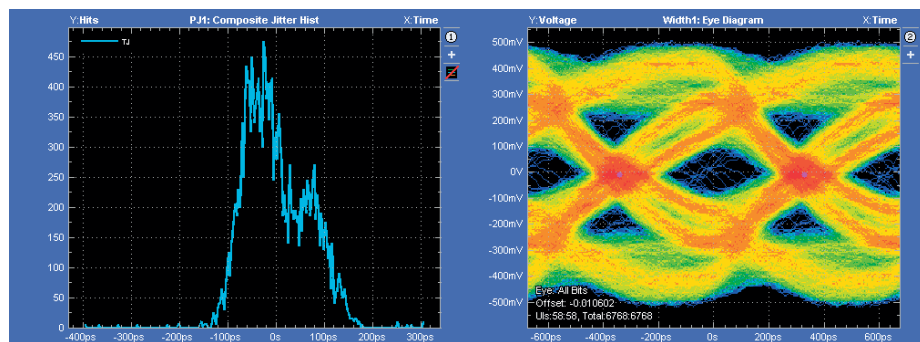 Y:Hits PJ1: Composite Jitter Hist X:Time
TJ
450
400
350
300
250
200
150
100
50
0
-400ps -300ps -200ps -100ps 0s 100ps 200ps 300ps
1
+
Y:Voltage Width1: Eye Diagram X:Time
500mV
400mV
300mV
200mV
100mV
0V
-100mV
-200mV
-300mV
-400mV
-500mV
Eye: All Bits
Offset: -0.010602
UIs:58:58, Total:6768:6768
-600ps -400ps -200ps 0s 200ps 400ps 600ps
2
+